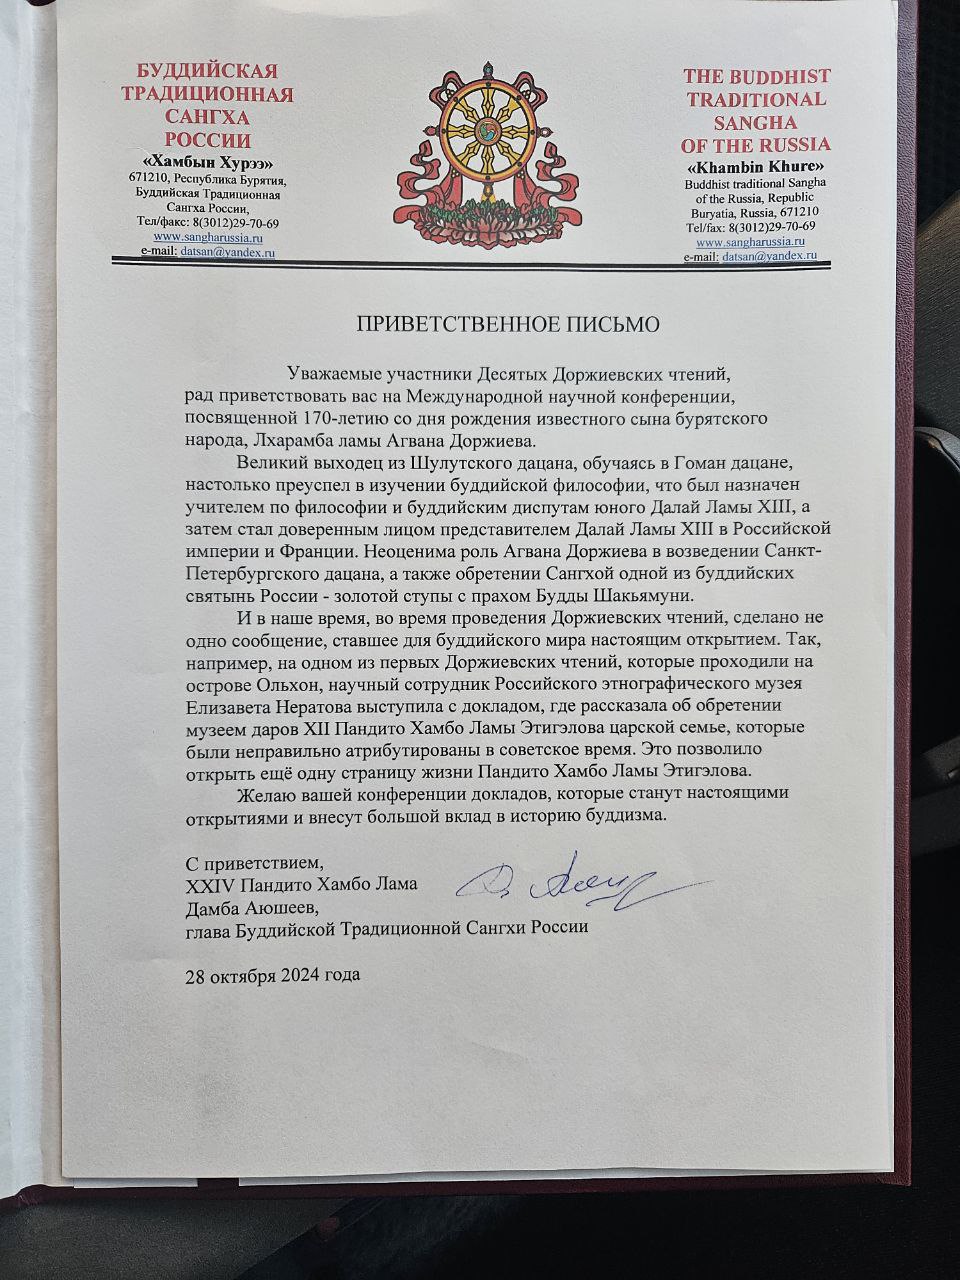 БУДДИЙСКАЯ
ТРАДИЦИОННАЯ
САНГХА
РОССИИ
«Хамбын Хурээ»
671210, Республика Бурятия,
Буддийская Традиционная
Сангха России,
Тел/факс: 8(3012)29-70-69
www.sangharussia.ru
e-mail: datsan@yandex.ru
THE BUDDHIST
TRADITIONAL
SANGHA
OF THE RUSSIA
«Khambin Khure»
Buddhist traditional Sangha
of the Russia, Republic
Buryatia, Russia, 671210
Tel/fax: 8(3012)29-70-69
www.sangharussia.ru
e-mail: datsan@yandex.ru
ПРИВЕТСТВЕННОЕ ПИСЬМО
Уважаемые участники Десятых Доржиевских чтений,
рад приветствовать вас на Международной научной конференции,
посвященной 170-летию со дня рождения известного сына бурятского
народа, Лхарамба ламы Агвана Доржиева.
Великий выходец из Шулутского дацана, обучаясь в Гоман дацане,
настолько преуспел в изучении буддийской философии, что был назначен
учителем по философии и буддийским диспутам юного Далай Ламы XIII, а
затем стал доверенным лицом представителем Далай Ламы XIII в Российской
империи и Франции. Неоценима роль Агвана Доржиева в возведении Санкт-
Петербургского дацана, а также обретении Сангхой одной из буддийских
святынь России - золотой ступы с прахом Будды Шакьямуни.
И в наше время, во время проведения Доржиевских чтений, сделано не
одно сообщение, ставшее для буддийского мира настоящим открытием. Так,
например, на одном из первых Доржиевских чтений, которые проходили на
острове Ольхон, научный сотрудник Российского этнографического музея
Елизавета Нератова выступила с докладом, где рассказала об обретении
музеем даров XII Пандито Хамбо Ламы Этигэлова царской семье, которые
были неправильно атрибутированы в советское время. Это позволило
открыть ещё одну страницу жизни Пандито Хамбо Ламы Этигэлова.
Желаю вашей конференции докладов, которые станут настоящими
открытиями и внесут большой вклад в историю буддизма.
С приветствием,
XXIV Пандито Хамбо Лама
Дамба Аюшеев,
глава Буддийской Традиционной Сангхи России
28 октября 2024 года